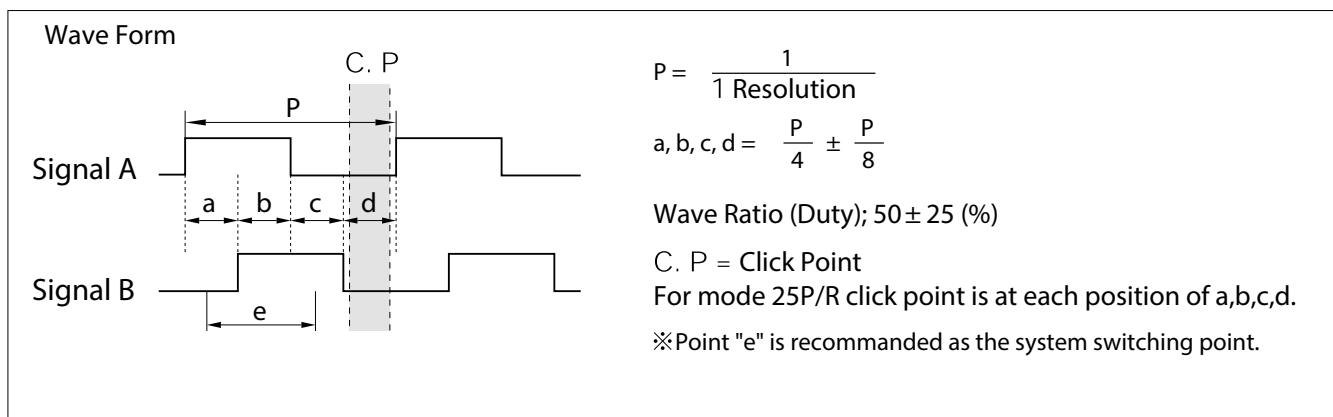 Wave Form
C. P
P
Signal A
a b c d
Signal B
e
P = 1 / 1 Resolution
a, b, c, d = P/4 ± P/8
Wave Ratio (Duty); 50± 25 (%)
C. P = Click Point
For mode 25P/R click point is at each position of a,b,c,d.
※Point "e" is recommanded as the system switching point.